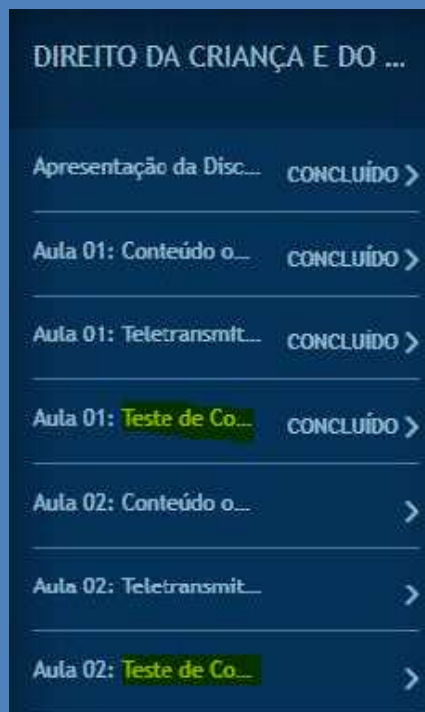 DIREITO DA CRIANÇA E DO ...
Apresentação da Disc... CONCLUÍDO >
Aula 01: Conteúdo o... CONCLUÍDO >
Aula 01: Teletransmit... CONCLUÍDO >
Aula 01: Teste de Co... CONCLUÍDO >
Aula 02: Conteúdo o... >
Aula 02: Teletransmit... >
Aula 02: Teste de Co... >